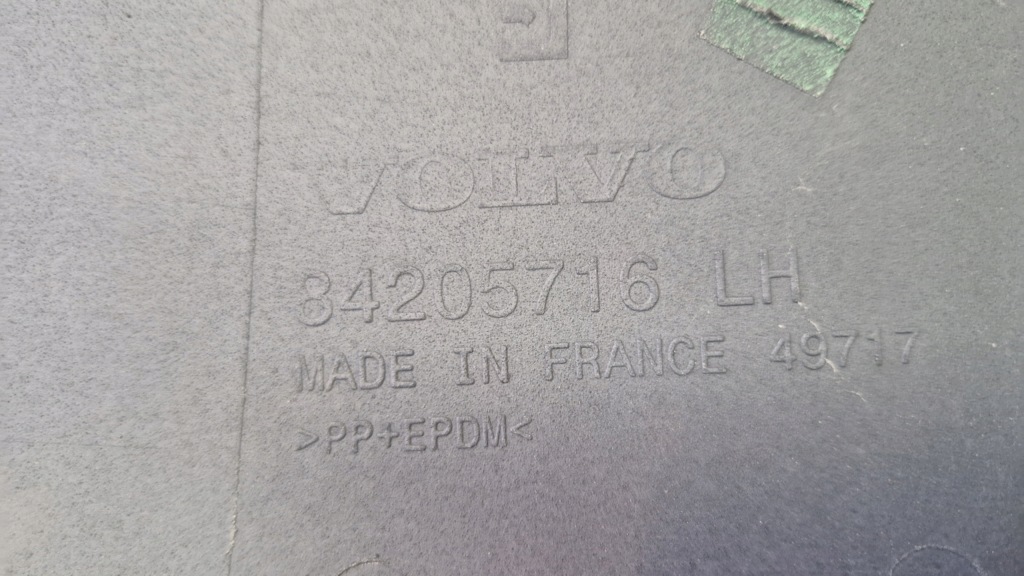 VOLVO
84205716 LH
MADE IN FRANCE 49717
>PP+EPDM<